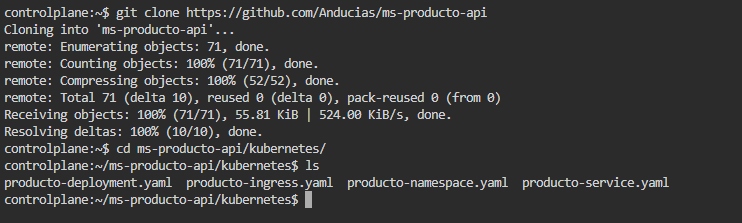 controlplane:~$ git clone https://github.com/Anducias/ms-producto-api
Cloning into 'ms-producto-api'...
remote: Enumerating objects: 71, done.
remote: Counting objects: 100% (71/71), done.
remote: Compressing objects: 100% (52/52), done.
remote: Total 71 (delta 10), reused 0 (delta 0), pack-reused 0 (from 0)
Receiving objects: 100% (71/71), 55.81 KiB | 524.00 KiB/s, done.
Resolving deltas: 100% (10/10), done.
controlplane:~$ cd ms-producto-api/kubernetes/
controlplane:~/ms-producto-api/kubernetes$ ls
producto-deployment.yaml  producto-ingress.yaml  producto-namespace.yaml  producto-service.yaml
controlplane:~/ms-producto-api/kubernetes$